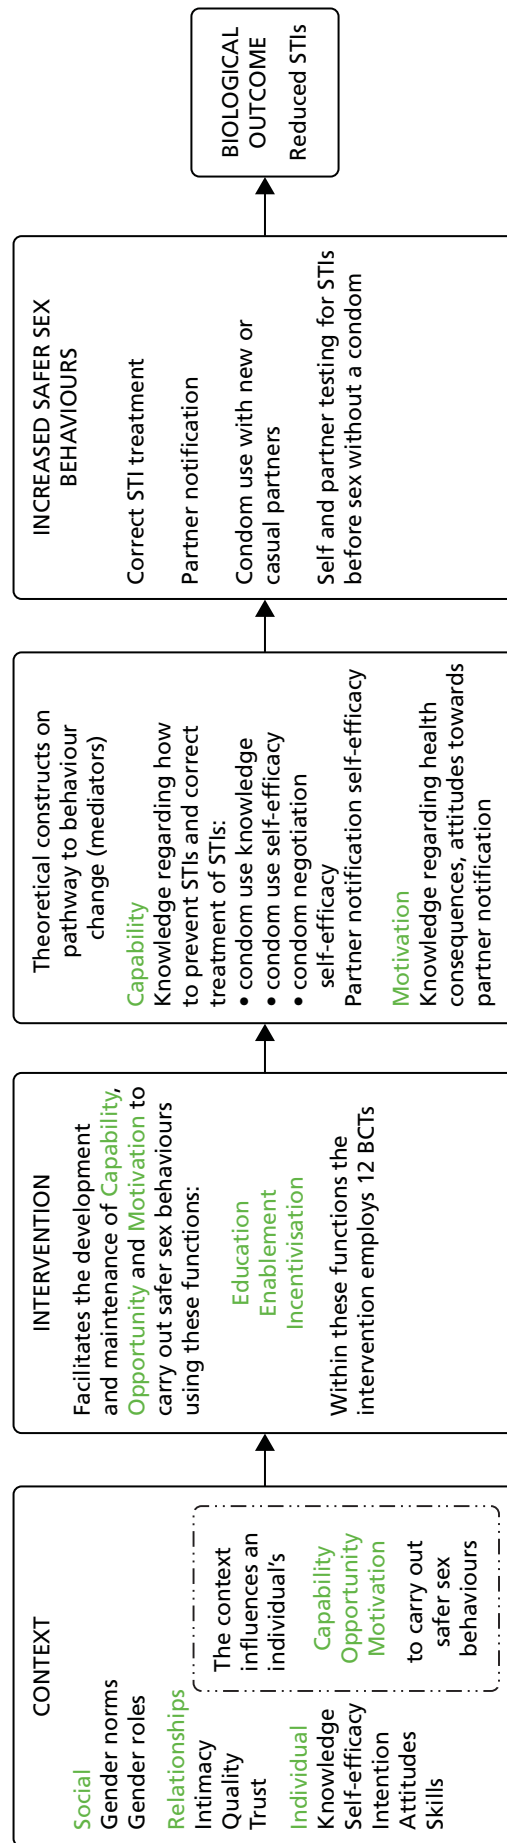 CONTEXT
Social
Gender norms
Gender roles
Relationships
Intimacy
Quality
Trust
Individual
Knowledge
Self-efficacy
Intention
Attitudes
Skills
The context
influences an
individual's
Capability
Opportunity
Motivation
to carry out
safer sex
behaviours
INTERVENTION
Facilitates the development
and maintenance of Capability,
Opportunity and Motivation to
carry out safer sex behaviours
using these functions:
Education
Enablement
Incentivisation
Within these functions the
intervention employs 12 BCTs
Theoretical constructs on
pathway to behaviour
change (mediators)
Capability
Knowledge regarding how
to prevent STIs and correct
treatment of STIs:
• condom use knowledge
• condom use self-efficacy
• condom negotiation
self-efficacy
Partner notification self-efficacy
Motivation
Knowledge regarding health
consequences, attitudes towards
partner notification
INCREASED SAFER SEX
BEHAVIOURS
Correct STI treatment
Partner notification
Condom use with new or
casual partners
Self and partner testing for STIs
before sex without a condom
BIOLOGICAL
OUTCOME
Reduced STIs